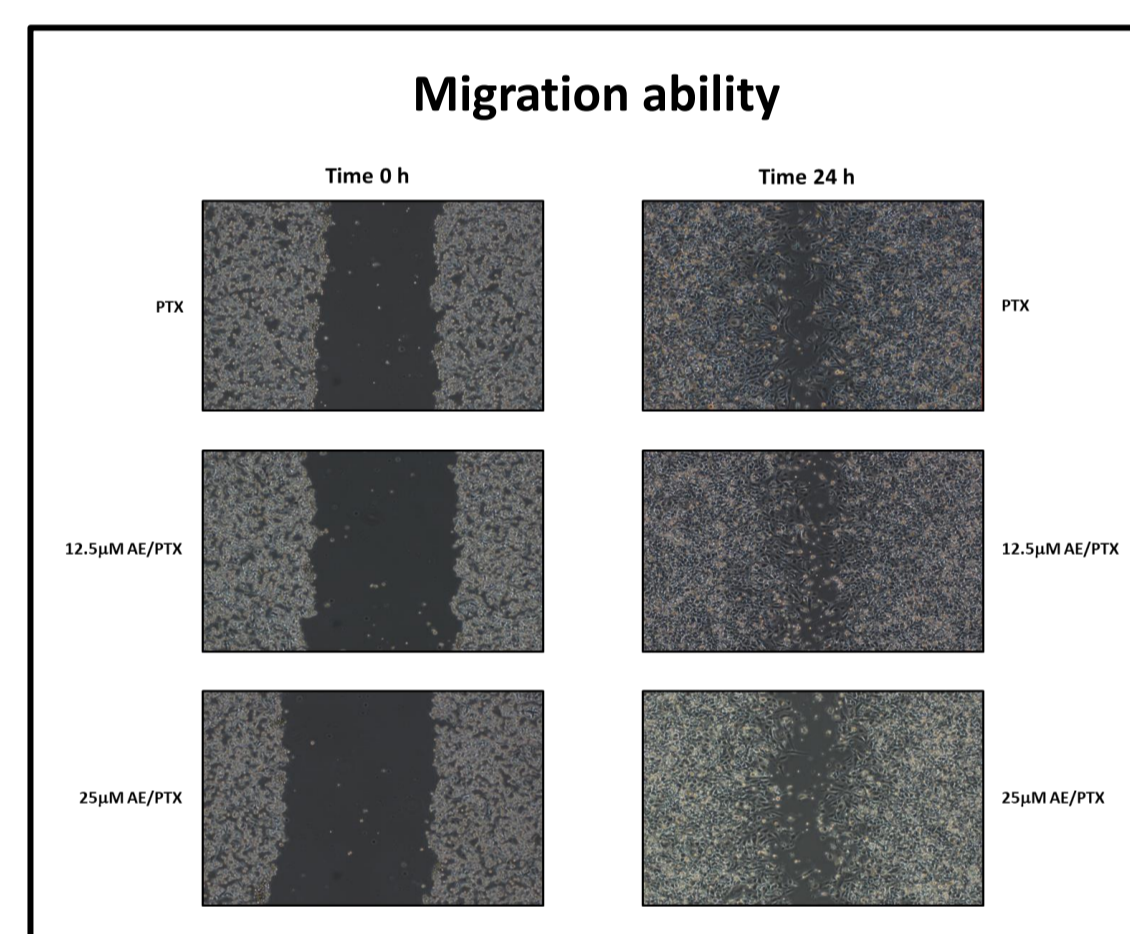 Migration ability
Time 0 h
Time 24 h
PTX
PTX
12.5μM AE/PTX
12.5μM AE/PTX
25μM AE/PTX
25μM AE/PTX